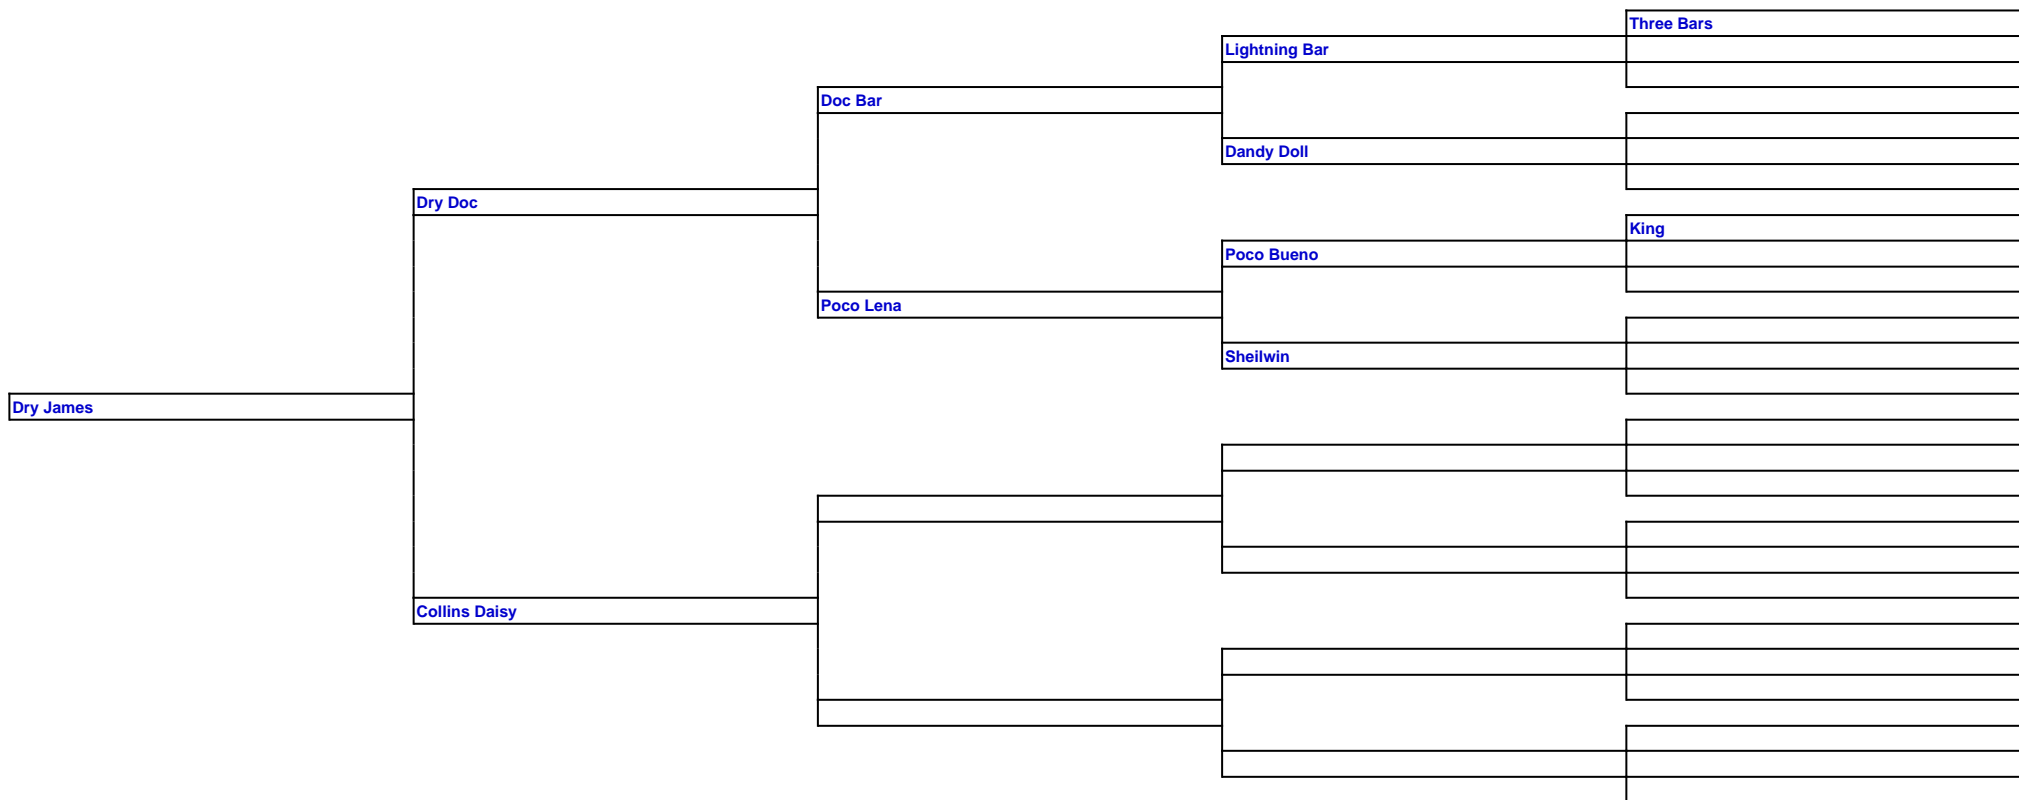 Three Bars
Lightning Bar
Doc Bar
Dandy Doll
Dry Doc
King
Poco Bueno
Poco Lena
Sheilwin
Dry James
Collins Daisy